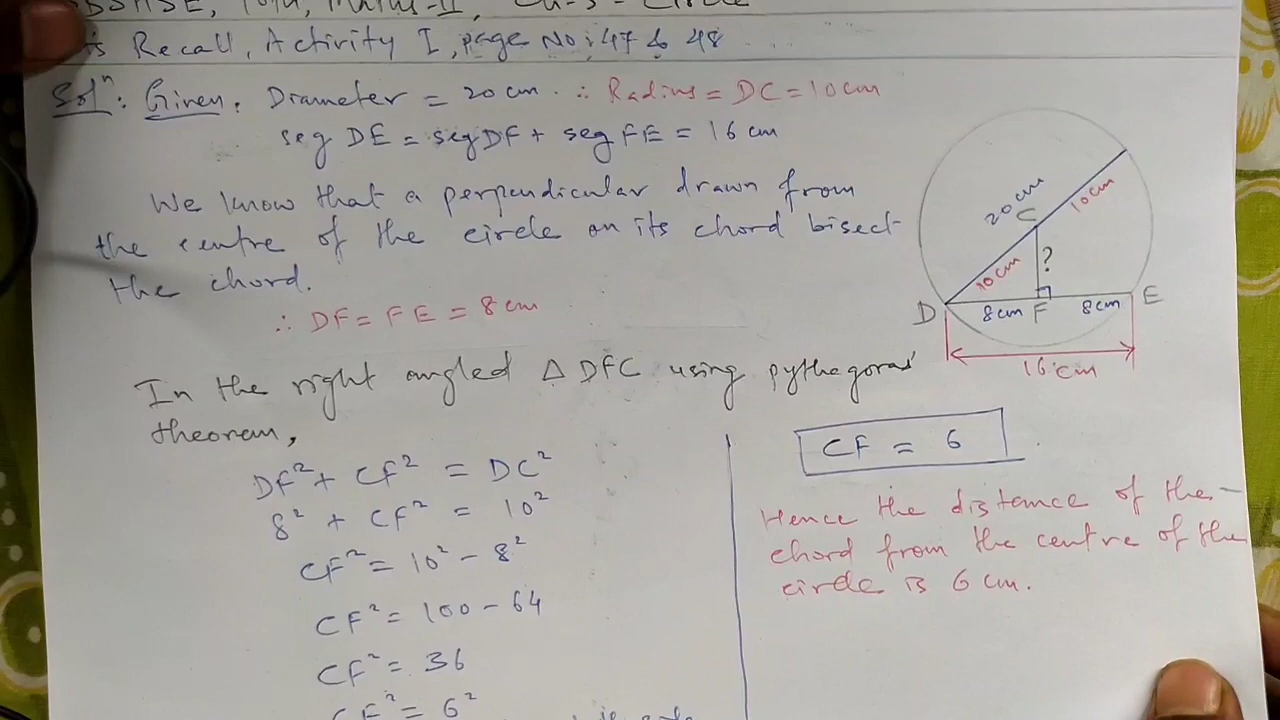 Recall, Activity I, page No: 47 & 48 ...
Solⁿ: Given. Diameter = 20 cm. ∴ Radius = DC = 10 cm
seg DE = seg DF + seg FE = 16 cm
We know that a perpendicular drawn from
the centre of the circle on its chord bisect
the chord.
∴ DF = FE = 8 cm
In the right angled Δ DFC using pythagoras'
theorem,
DF² + CF² = DC²
8² + CF² = 10²
CF² = 10² - 8²
CF² = 100 - 64
CF² = 36
CF² = 6²
20 cm
C
10 cm
10 cm
?
D
8 cm
F
8 cm
E
16 cm
CF = 6
Hence the distance of the
chord from the centre of the
circle is 6 cm.